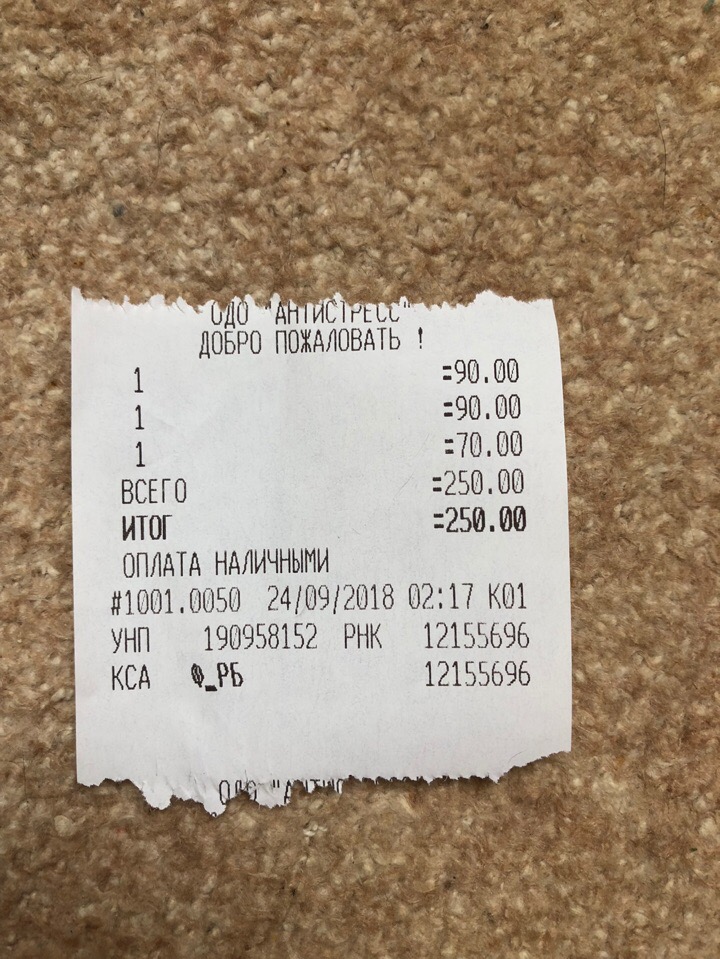 ОДО "АНТИСТРЕСС"
ДОБРО ПОЖАЛОВАТЬ !
1 =90.00
1 =90.00
1 =70.00
ВСЕГО =250.00
ИТОГ =250.00
ОПЛАТА НАЛИЧНЫМИ
#1001.0050 24/09/2018 02:17 К01
УНП 190958152 РНК 12155696
КСА Ф_РБ 12155696
ОДО